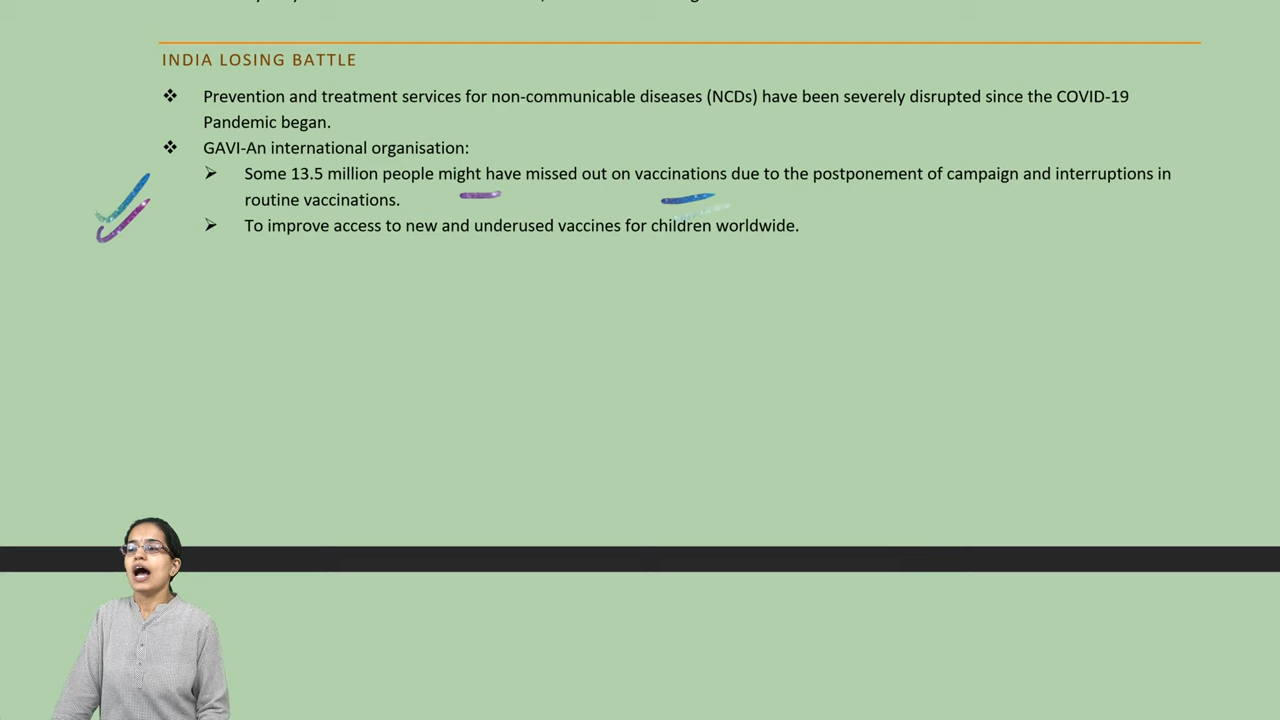 INDIA LOSING BATTLE
❖ Prevention and treatment services for non-communicable diseases (NCDs) have been severely disrupted since the COVID-19
Pandemic began.
❖ GAVI-An international organisation:
➢ Some 13.5 million people might have missed out on vaccinations due to the postponement of campaign and interruptions in
routine vaccinations.
➢ To improve access to new and underused vaccines for children worldwide.